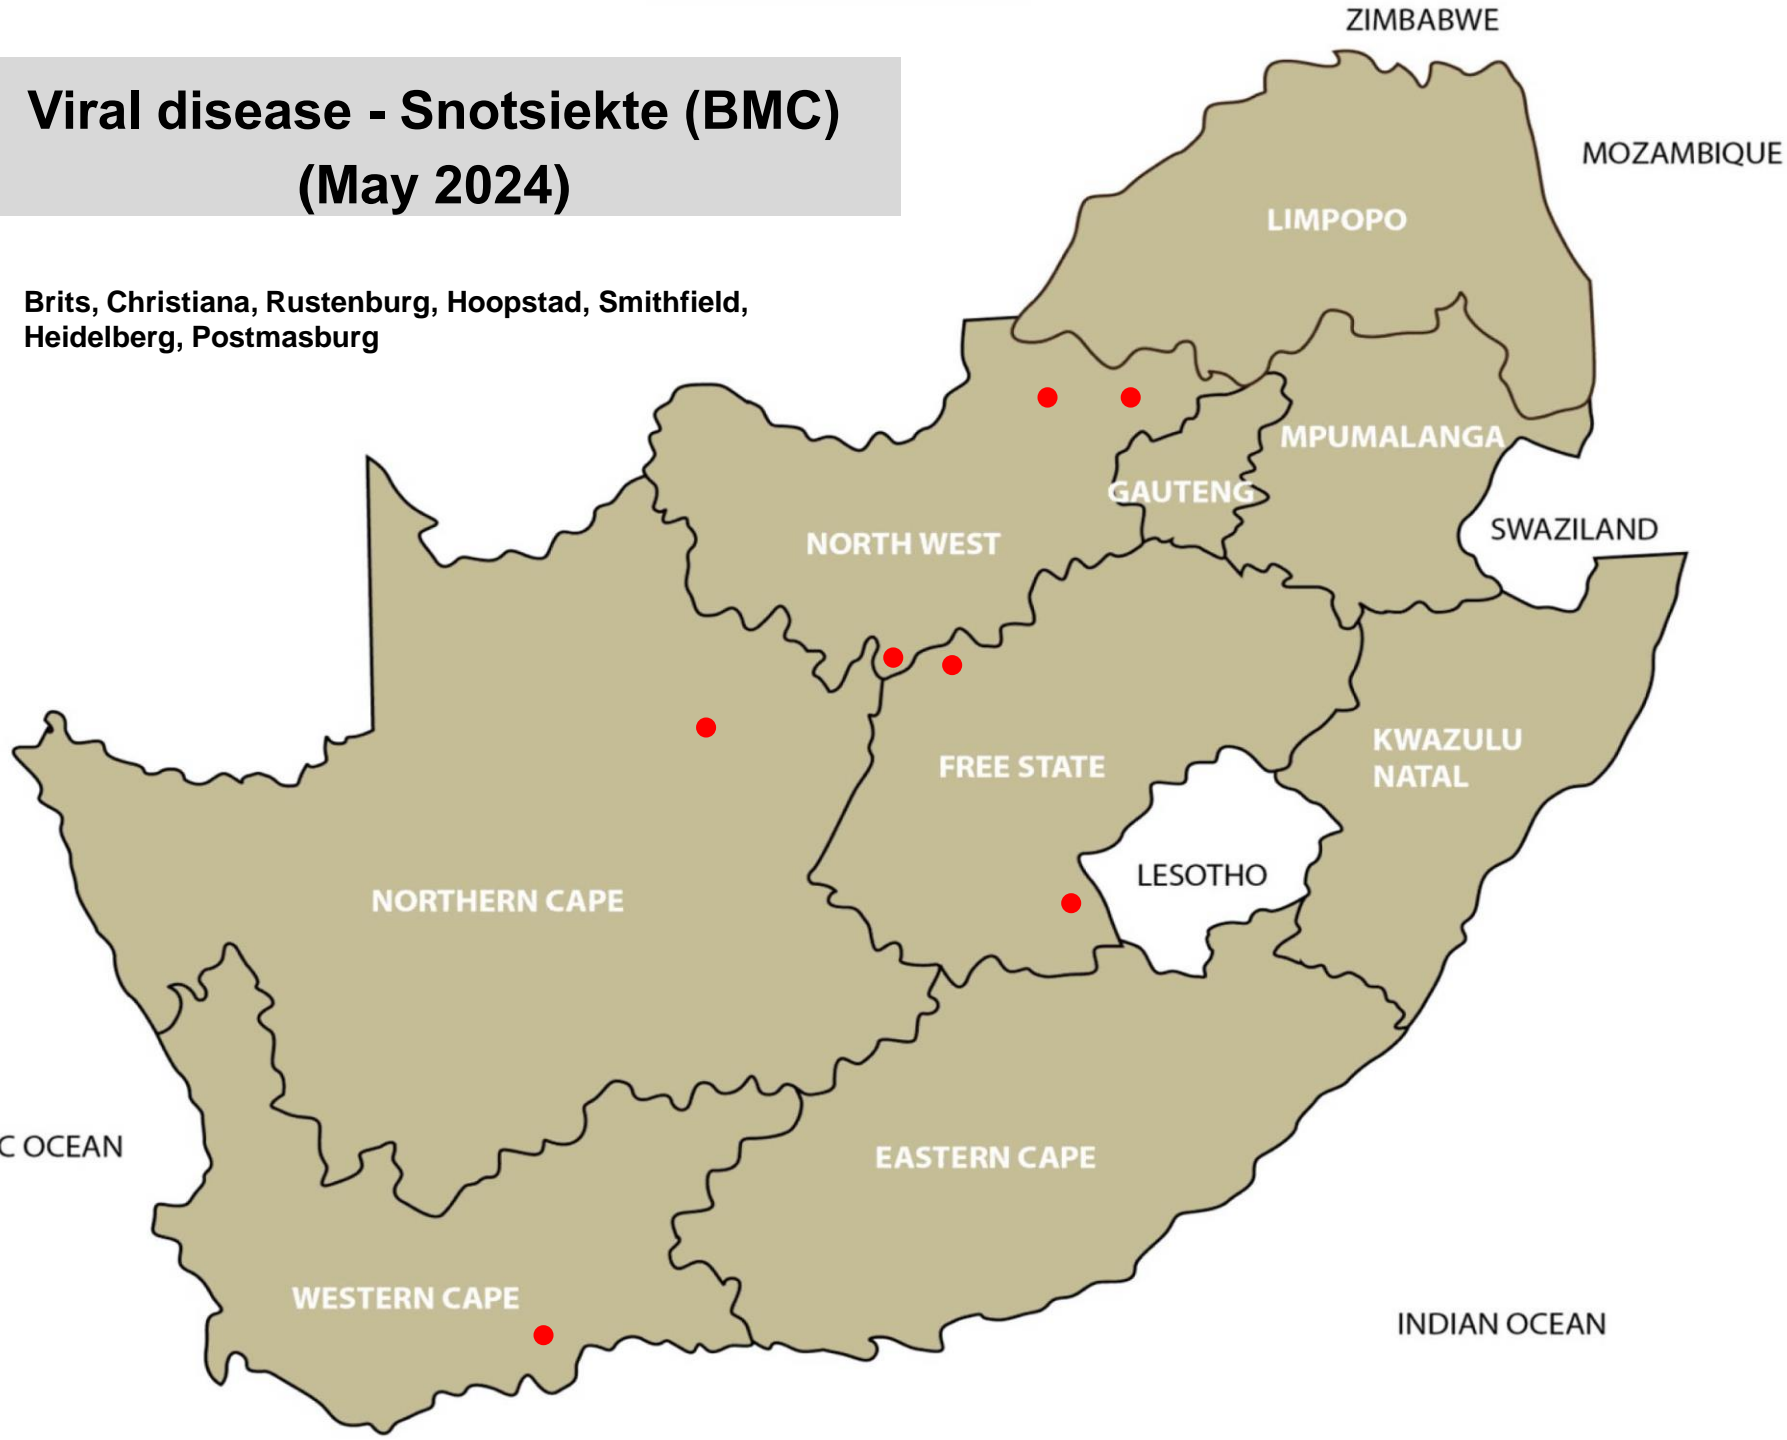 ZIMBABWE
Viral disease - Snotsiekte (BMC)
(May 2024)
MOZAMBIQUE
LIMPOPO
Brits, Christiana, Rustenburg, Hoopstad, Smithfield,
Heidelberg, Postmasburg
MPUMALANGA
GAUTENG
NORTH WEST
SWAZILAND
KWAZULU
NATAL
FREE STATE
LESOTHO
NORTHERN CAPE
C OCEAN
EASTERN CAPE
WESTERN CAPE
INDIAN OCEAN